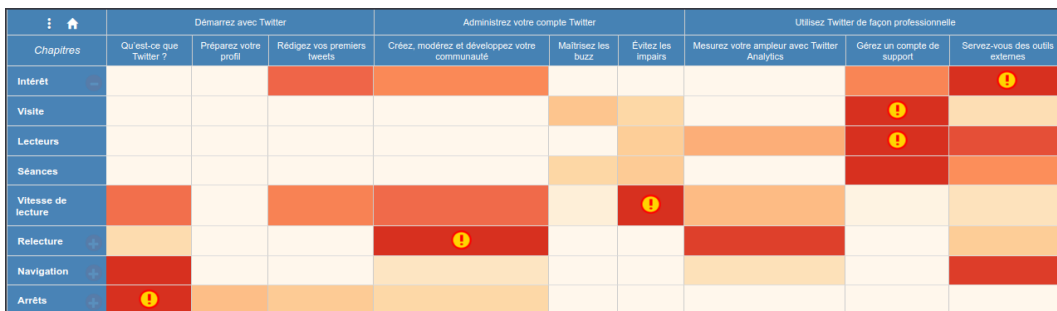 Démarrez avec Twitter
Administrez votre compte Twitter
Utilisez Twitter de façon professionnelle
Chapitres
Qu'est-ce que
Twitter ?
Préparez votre
profil
Rédigez vos premiers
tweets
Créez, modérez et développez votre
communauté
Maîtrisez les
buzz
Évitez les
impairs
Mesurez votre ampleur avec Twitter
Analytics
Gérez un compte de
support
Servez-vous des outils
externes
Intérêt
Visite
Lecteurs
Séances
Vitesse de
lecture
Relecture
Navigation
Arrêts